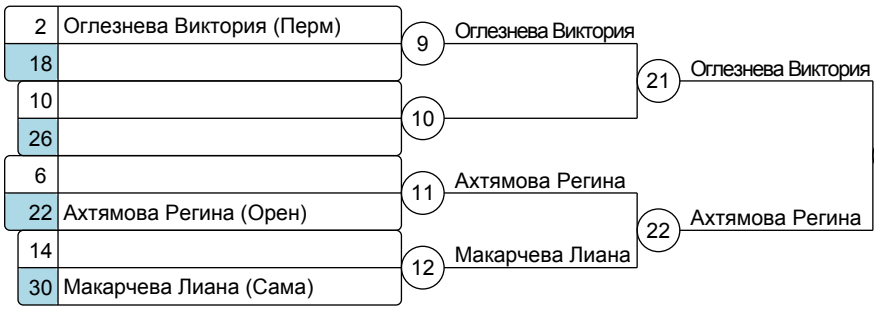 2 Оглезнева Виктория (Перм)
18
9 Оглезнева Виктория
10
26
10
21 Оглезнева Виктория
6
22 Ахтямова Регина (Орен)
11 Ахтямова Регина
14
30 Макарчева Лиана (Сама)
12 Макарчева Лиана
22 Ахтямова Регина